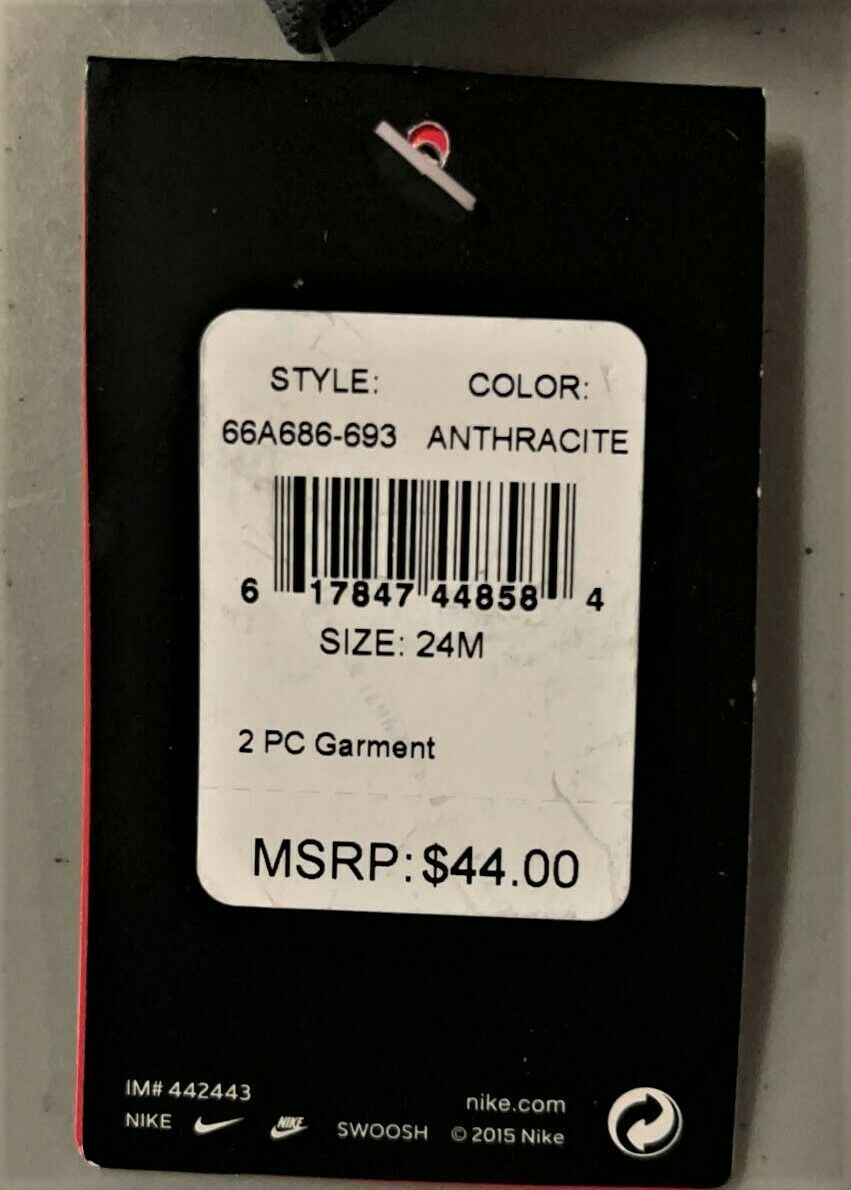 STYLE: COLOR:
66A686-693 ANTHRACITE
6 17847 44858 4
SIZE: 24M
2 PC Garment
MSRP: $44.00
IM# 442443
nike.com
NIKE NIKE SWOOSH © 2015 Nike